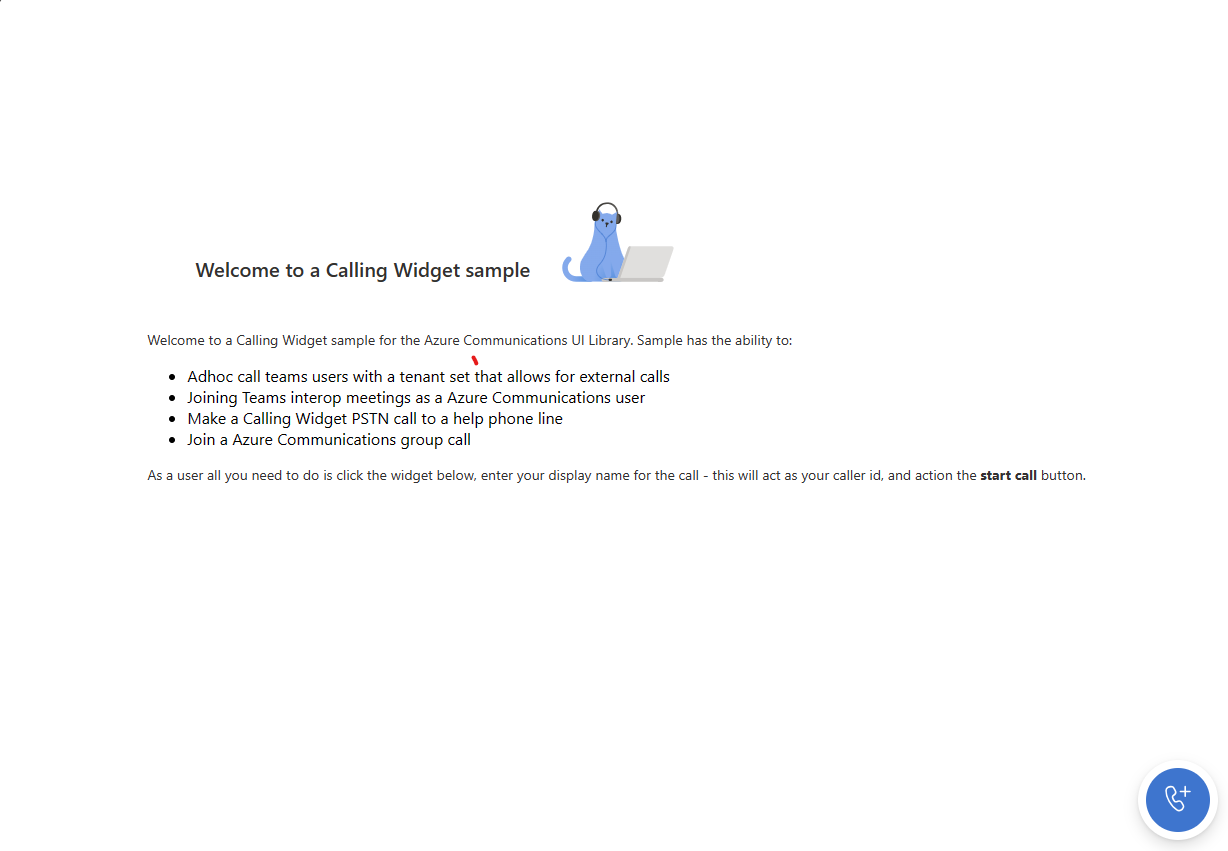 Welcome to a Calling Widget sample
Welcome to a Calling Widget sample for the Azure Communications UI Library. Sample has the ability to:
Adhoc call teams users with a tenant set that allows for external calls
Joining Teams interop meetings as a Azure Communications user
Make a Calling Widget PSTN call to a help phone line
Join a Azure Communications group call
As a user all you need to do is click the widget below, enter your display name for the call - this will act as your caller id, and action the start call button.